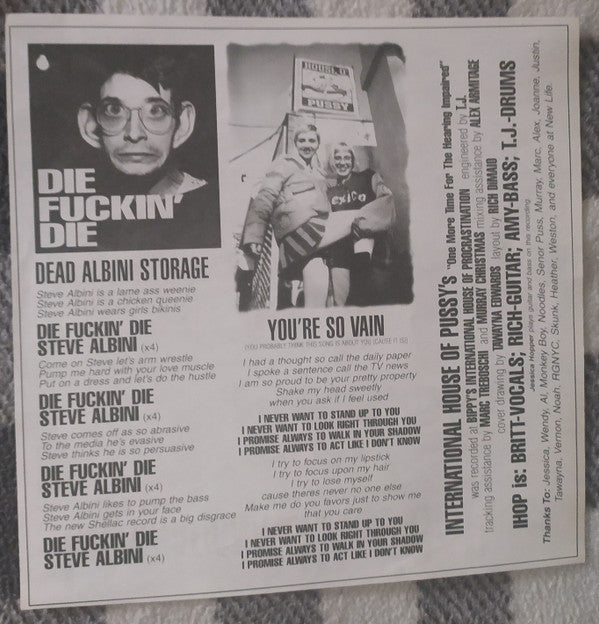 DIE
FUCKIN'
DIE
DEAD ALBINI STORAGE
Steve Albini is a lame ass weenie
Steve Albini is a chicken queenie
Steve Albini wears girls bikinis
DIE FUCKIN' DIE
STEVE ALBINI (x4)
Come on Steve let's arm wrestle
Pump me hard with your love muscle
Put on a dress and let's do the hustle
DIE FUCKIN' DIE
STEVE ALBINI (x4)
Steve comes off as so abrasive
To the media he's evasive
Steve thinks he is so persuasive
DIE FUCKIN' DIE
STEVE ALBINI (x4)
Steve Albini likes to pump the bass
Steve Albini gets in your face
The new Shellac record is a big disgrace
DIE FUCKIN' DIE
STEVE ALBINI (x4)
HOUSE O
PUSSY
exico
YOU'RE SO VAIN
(YOU PROBABLY THINK THIS SONG IS ABOUT YOU (CAUSE IT IS))
I had a thought so call the daily paper
I spoke a sentence call the TV news
I am so proud to be your pretty property
Shake my head sweetly
when you ask if I feel used
I NEVER WANT TO STAND UP TO YOU
I NEVER WANT TO LOOK RIGHT THROUGH YOU
I PROMISE ALWAYS TO WALK IN YOUR SHADOW
I PROMISE ALWAYS TO ACT LIKE I DON'T KNOW
I try to focus on my lipstick
I try to focus upon my hair
I try to lose myself
cause theres never no one else
Make me do you favors just to show me
that you care
I NEVER WANT TO STAND UP TO YOU
I NEVER WANT TO LOOK RIGHT THROUGH YOU
I PROMISE ALWAYS TO WALK IN YOUR SHADOW
I PROMISE ALWAYS TO ACT LIKE I DON'T KNOW
INTERNATIONAL HOUSE OF PUSSY'S "One More Time For The Hearing Impaired"
was recorded at BIPPY'S INTERNATIONAL HOUSE OF PROCRASTINATION engineered by T.J.
tracking assistance by MARC TREBOSCHI and MURRAY CHRISTMAS mixing assistance by ALEX ARMITAGE
cover drawing by TAWAYNA EDWARDS layout by RICH DIMAIO
Jessica Hopper plays guitar and bass on this recording
IHOP is: BRITT-VOCALS; RICH-GUITAR; AMY-BASS; T.J.-DRUMS
Thanks To: Jessica, Wendy, Al, Monkey Boy, Noodles, Senor Puss, Murray, Marc, Alex, Joanne, Justin,
Tawayna, Vernon, Noah, RGNYC, Skunk, Heather, Weston, and everyone at New Life.